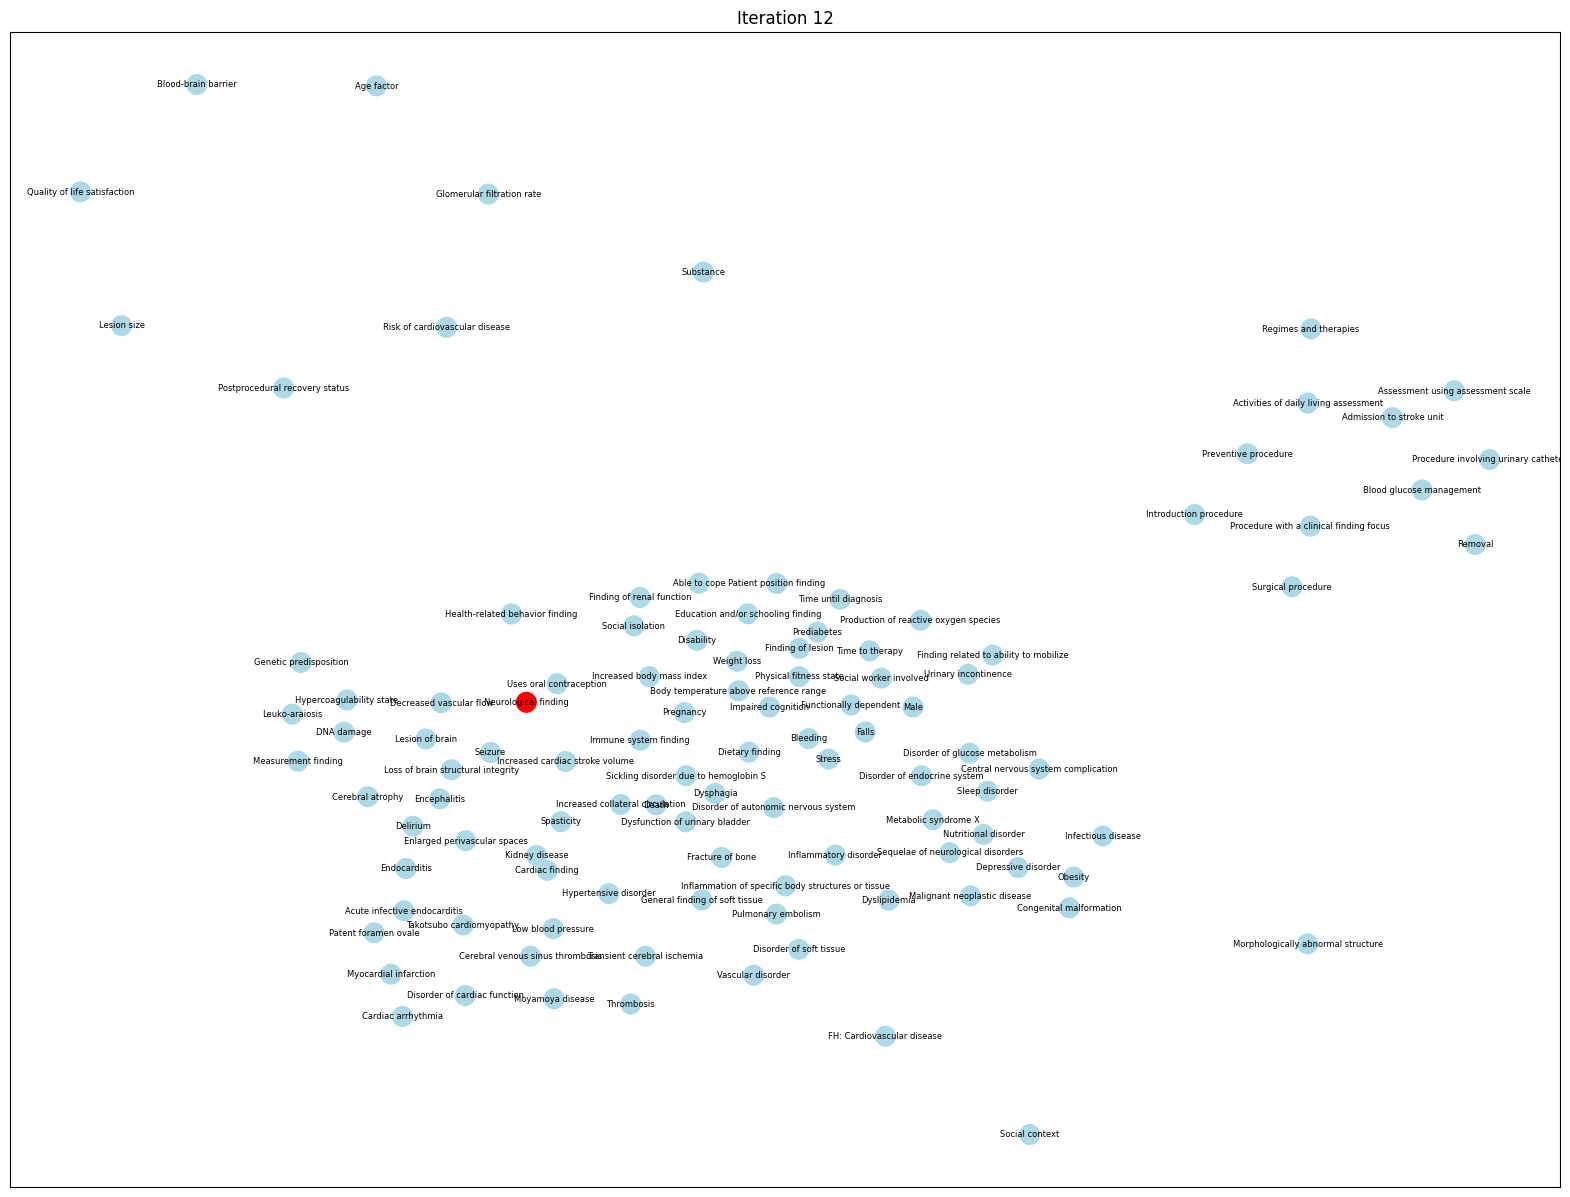 Iteration 12
Blood-brain barrier
Age factor
Quality of life satisfaction
Glomerular filtration rate
Substance
Lesion size
Risk of cardiovascular disease
Regimes and therapies
Postprocedural recovery status
Assessment using assessment scale
Activities of daily living assessment
Admission to stroke unit
Preventive procedure
Procedure involving urinary cathete
Blood glucose management
Introduction procedure
Procedure with a clinical finding focus
Removal
Surgical procedure
Able to cope
Patient position finding
Finding of renal function
Time until diagnosis
Health-related behavior finding
Education and/or schooling finding
Production of reactive oxygen species
Social isolation
Prediabetes
Disability
Finding of lesion
Time to therapy
Finding related to ability to mobilize
Genetic predisposition
Weight loss
Urinary incontinence
Increased body mass index
Physical fitness state
Social worker involved
Uses oral contraception
Body temperature above reference range
Hypercoagulability state
Decreased vascular flow
Neurological finding
Functionally dependent
Impaired cognition
Male
Leuko-araiosis
Pregnancy
DNA damage
Falls
Lesion of brain
Immune system finding
Bleeding
Seizure
Dietary finding
Disorder of glucose metabolism
Measurement finding
Increased cardiac stroke volume
Stress
Loss of brain structural integrity
Central nervous system complication
Sickling disorder due to hemoglobin S
Disorder of endocrine system
Sleep disorder
Cerebral atrophy
Encephalitis
Dysphagia
Increased collateral circulation
Death
Disorder of autonomic nervous system
Delirium
Spasticity
Dysfunction of urinary bladder
Metabolic syndrome X
Nutritional disorder
Infectious disease
Enlarged perivascular spaces
Kidney disease
Fracture of bone
Inflammatory disorder
Sequelae of neurological disorders
Endocarditis
Cardiac finding
Depressive disorder
Obesity
Hypertensive disorder
Inflammation of specific body structures or tissue
Malignant neoplastic disease
General finding of soft tissue
Dyslipidemia
Congenital malformation
Acute infective endocarditis
Pulmonary embolism
Takotsubo cardiomyopathy
Low blood pressure
Patent foramen ovale
Morphologically abnormal structure
Disorder of soft tissue
Cerebral venous sinus thrombosis
Transient cerebral ischemia
Myocardial infarction
Vascular disorder
Disorder of cardiac function
Moyamoya disease
Thrombosis
Cardiac arrhythmia
FH: Cardiovascular disease
Social context